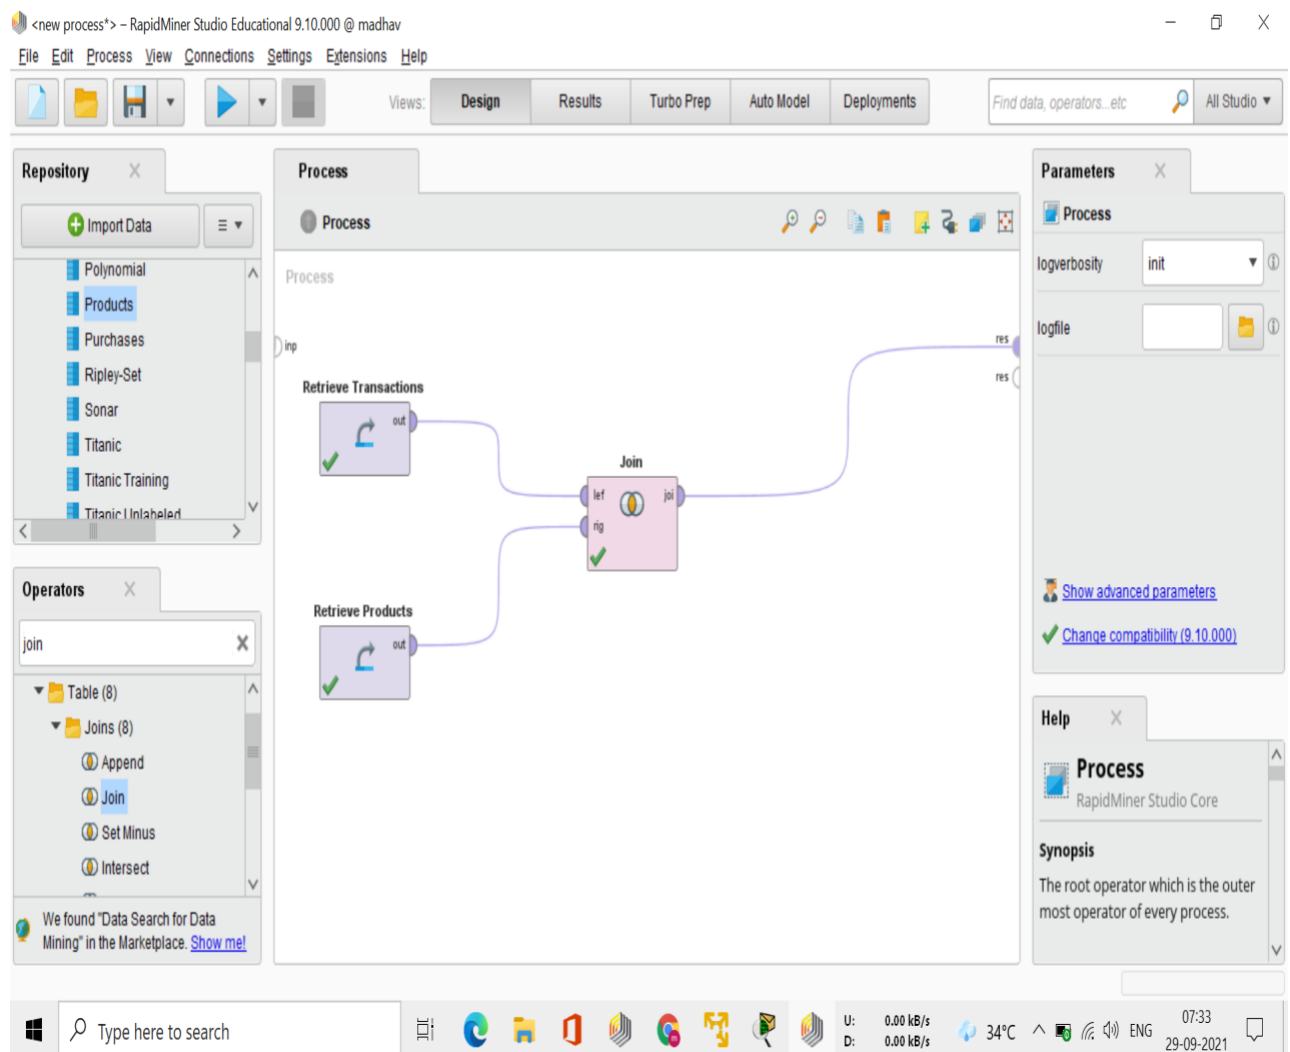 <new process*> – RapidMiner Studio Educational 9.10.000 @ madhav
File Edit Process View Connections Settings Extensions Help
Views: Design Results Turbo Prep Auto Model Deployments
Find data, operators...etc
All Studio
Repository
Import Data
Polynomial
Products
Purchases
Ripley-Set
Sonar
Titanic
Titanic Training
Titanic Unlabeled
Operators
join
Table (8)
Joins (8)
Append
Join
Set Minus
Intersect
We found "Data Search for Data
Mining" in the Marketplace. Show me!
Process
Process
Process
inp
Retrieve Transactions
out
Join
lef
joi
rig
Retrieve Products
out
res
res
Parameters
Process
logverbosity init
logfile
Show advanced parameters
Change compatibility (9.10.000)
Help
Process
RapidMiner Studio Core
Synopsis
The root operator which is the outer
most operator of every process.
Type here to search
U: 0.00 kB/s
D: 0.00 kB/s
34°C
ENG
07:33
29-09-2021